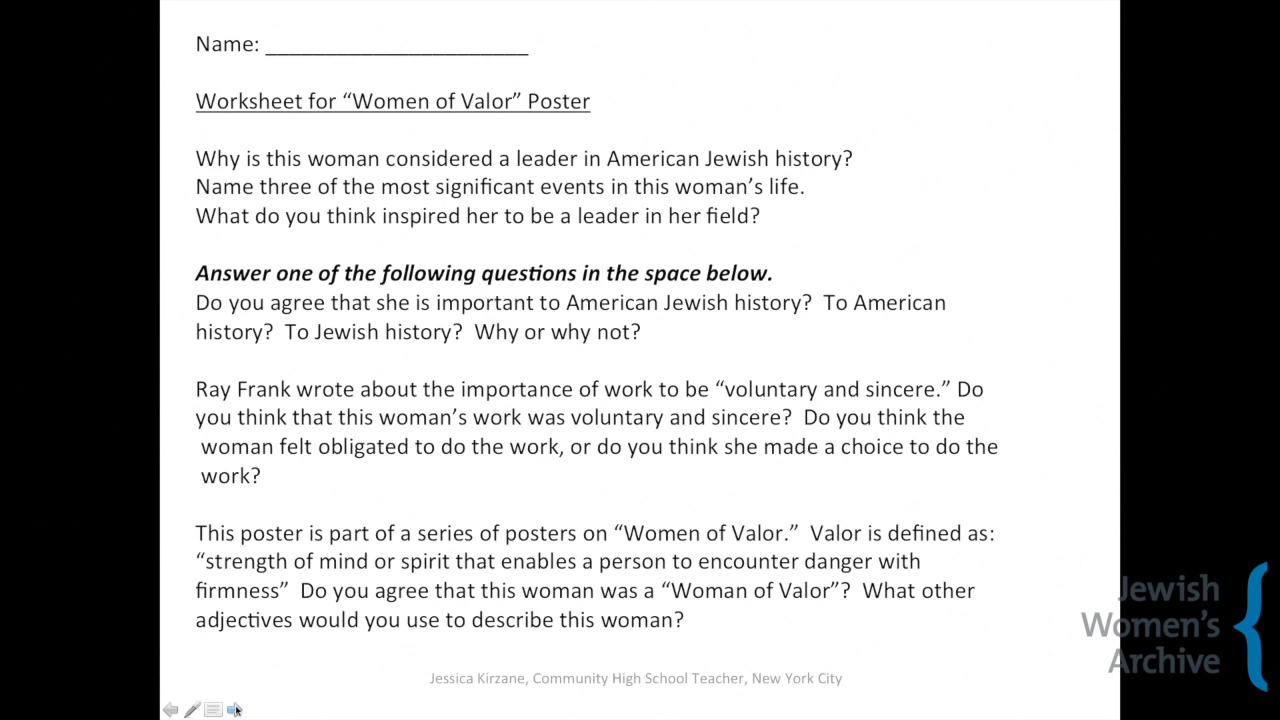 Name: ______________________
Worksheet for “Women of Valor” Poster
Why is this woman considered a leader in American Jewish history?
Name three of the most significant events in this woman’s life.
What do you think inspired her to be a leader in her field?
Answer one of the following questions in the space below.
Do you agree that she is important to American Jewish history?  To American
history?  To Jewish history?  Why or why not?
Ray Frank wrote about the importance of work to be “voluntary and sincere.” Do
you think that this woman’s work was voluntary and sincere?  Do you think the
woman felt obligated to do the work, or do you think she made a choice to do the
work?
This poster is part of a series of posters on “Women of Valor.”  Valor is defined as:
“strength of mind or spirit that enables a person to encounter danger with
firmness”  Do you agree that this woman was a “Woman of Valor”?  What other
adjectives would you use to describe this woman?
Jessica Kirzane, Community High School Teacher, New York City
Jewish
Women’s
Archive